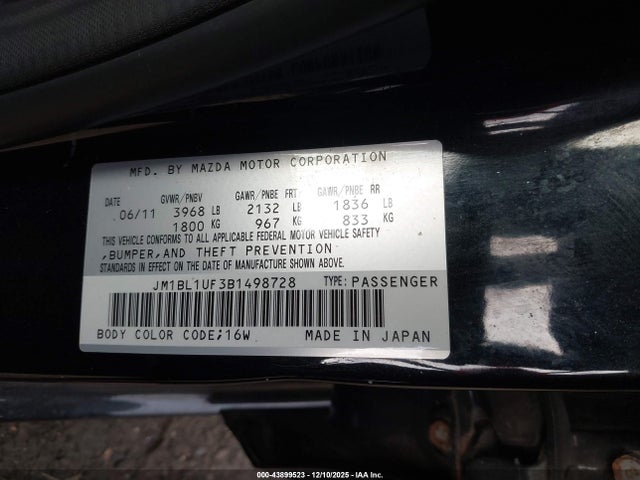 MFD. BY MAZDA MOTOR CORPORATION
DATE GVWR/PNBV GAWR/PNBE FRT GAWR/PNBE RR
06/11 3968 LB 2132 LB 1836 LB
1800 KG 967 KG 833 KG
THIS VEHICLE CONFORMS TO ALL APPLICABLE FEDERAL MOTOR VEHICLE SAFETY
,BUMPER,AND THEFT PREVENTION
STANDARDS IN EFFECT ON THE DATE OF MANUFACTURE SHOWN ABOVE.
JM1BL1UF3B1498728 TYPE:PASSENGER
BODY COLOR CODE;16W MADE IN JAPAN
000-43899523 - 12/10/2025 - IAA Inc.